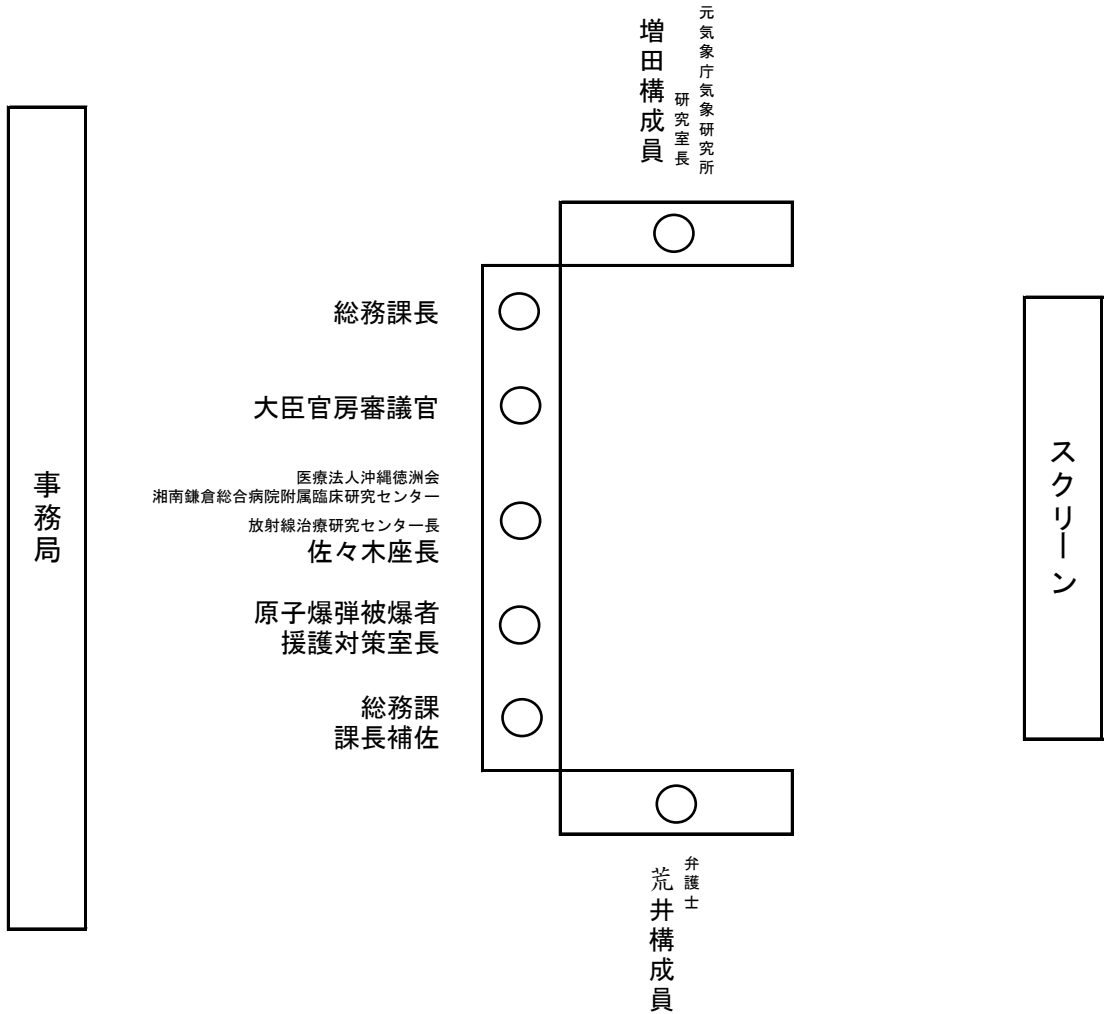 元気象庁気象研究所
研究室長
増田構成員
総務課長
大臣官房審議官
医療法人沖縄徳洲会
湘南鎌倉総合病院附属臨床研究センター
放射線治療研究センター長
佐々木座長
原子爆弾被爆者
援護対策室長
総務課
課長補佐
事務局
スクリーン
弁護士
荒井構成員